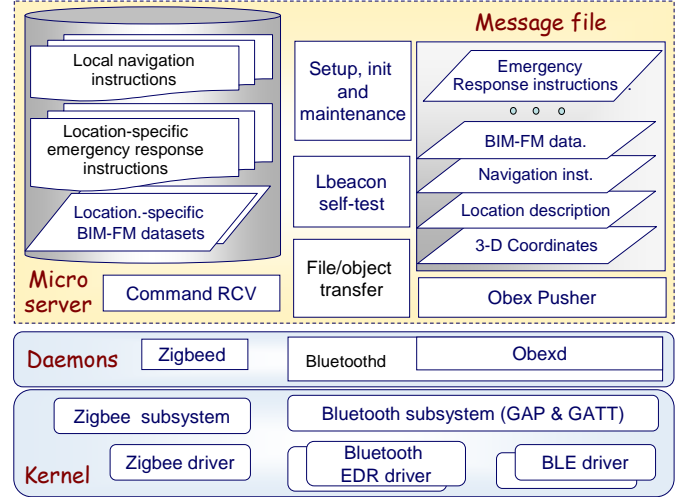 Message file
Local navigation
instructions
Location-specific
emergency response
instructions
Location.-specific
BIM-FM datasets
Setup, init
and
maintenance
Lbeacon
self-test
File/object
transfer
Emergency
Response instructions .
BIM-FM data.
Navigation inst.
Location description
3-D Coordinates
Micro
server
Command RCV
Obex Pusher
Daemons
Zigbeed
Bluetoothd
Obexd
Zigbee subsystem
Bluetooth subsystem (GAP & GATT)
Kernel
Zigbee driver
Bluetooth
EDR driver
BLE driver